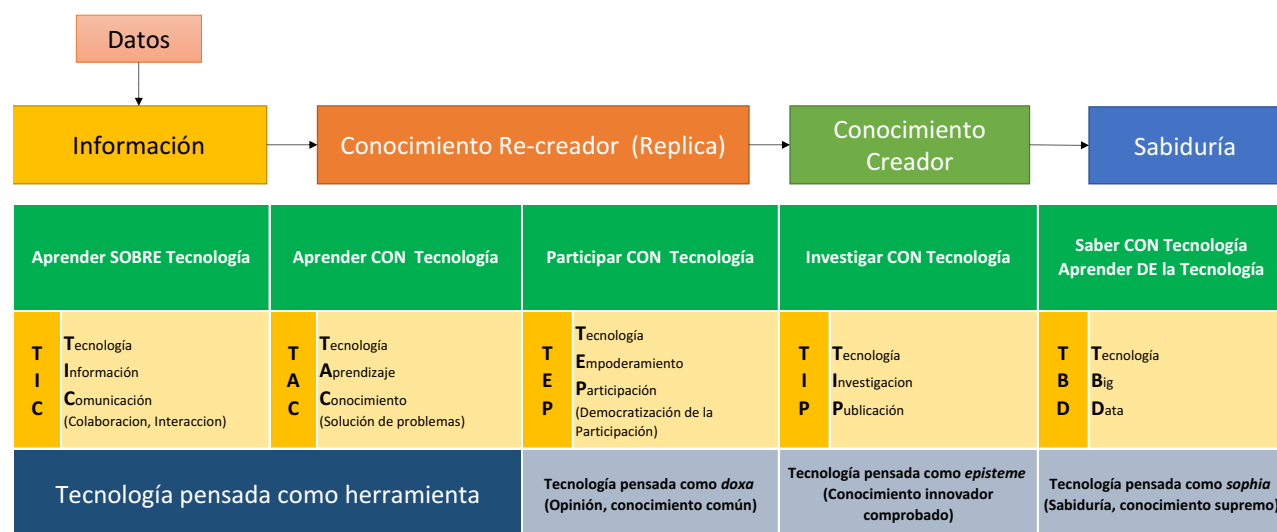 Datos
Información
Conocimiento Re-creador (Replica)
Conocimiento
Creador
Sabiduría
Aprender SOBRE Tecnología
Aprender CON Tecnología
Participar CON Tecnología
Investigar CON Tecnología
Saber CON Tecnología
Aprender DE la Tecnología
T
I
C
Tecnología
Información
Comunicación
(Colaboracion, Interaccion)
T
A
C
Tecnología
Aprendizaje
Conocimiento
(Solución de problemas)
T
E
P
Tecnología
Empoderamiento
Participación
(Democratización de la
Participación)
T
I
P
Tecnología
Investigacion
Publicación
T
B
D
Tecnología
Big
Data
Tecnología pensada como herramienta
Tecnología pensada como doxa
(Opinión, conocimiento común)
Tecnología pensada como episteme
(Conocimiento innovador
comprobado)
Tecnología pensada como sophia
(Sabiduría, conocimiento supremo)